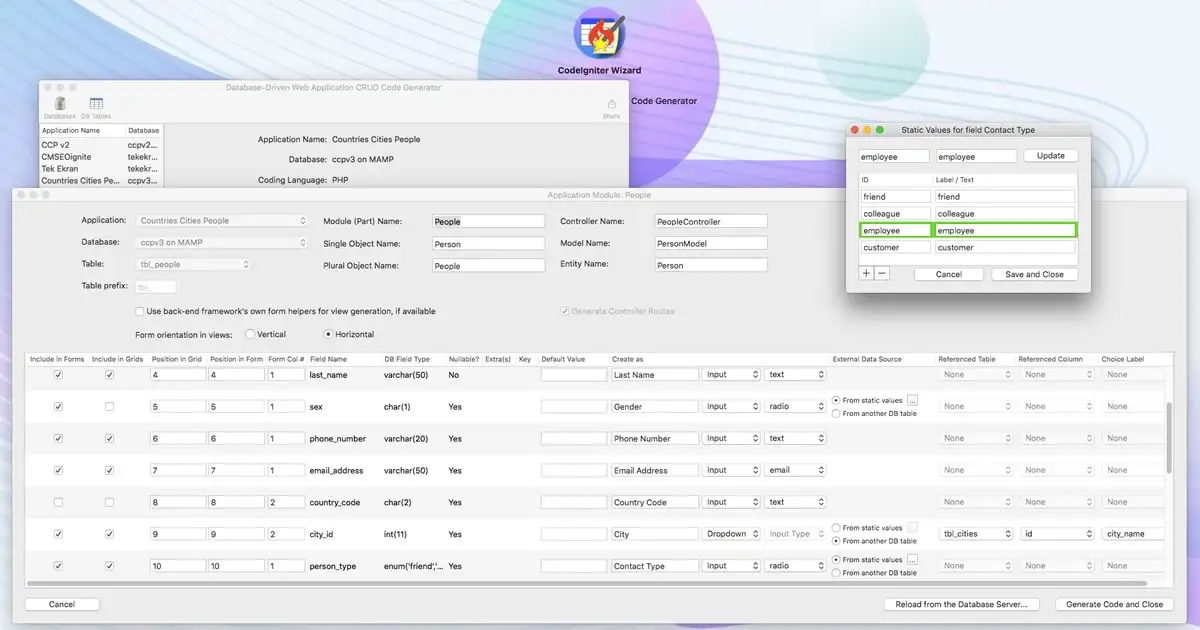 CodeIgniter Wizard
Code Generator
Database-Driven Web Application CRUD Code Generator
Databases DB Tables
Share
Application Name Database
CCP v2 ccpv2...
CMSEOignite tekekr...
Tek Ekran tekekr...
Countries Cities Pe... ccpv3...
Application Name: Countries Cities People
Database: ccpv3 on MAMP
Coding Language: PHP
Static Values for field Contact Type
employee employee Update
ID Label / Text
friend friend
colleague colleague
employee employee
customer customer
+ − Cancel Save and Close
Application Module: People
Application: Countries Cities People Module (Part) Name: People Controller Name: PeopleController
Database: ccpv3 on MAMP Single Object Name: Person Model Name: PersonModel
Table: tbl_people Plural Object Name: People Entity Name: Person
Table prefix: tbl_
Use back-end framework's own form helpers for view generation, if available Generate Controller Routes
Form orientation in views: Vertical Horizontal
Include in Forms Include in Grids Position in Grid Position in Form Form Col # Field Name DB Field Type Nullable? Extra(s) Key Default Value Create as External Data Source Referenced Table Referenced Column Choice Label
4 4 1 last_name varchar(50) No Last Name Input text None None None
5 5 1 sex char(1) Yes Gender Input radio From static values ... None None None
From another DB table
6 6 1 phone_number varchar(20) Yes Phone Number Input text None None None
7 7 1 email_address varchar(50) Yes Email Address Input email None None None
8 8 2 country_code char(2) Yes Country Code Input text None None None
9 9 2 city_id int(11) Yes City Dropdown Input Type From static values ... tbl_cities id city_name
From another DB table
10 10 1 person_type enum('friend','... Yes Contact Type Input radio From static values ... None None None
From another DB table
Cancel Reload from the Database Server... Generate Code and Close